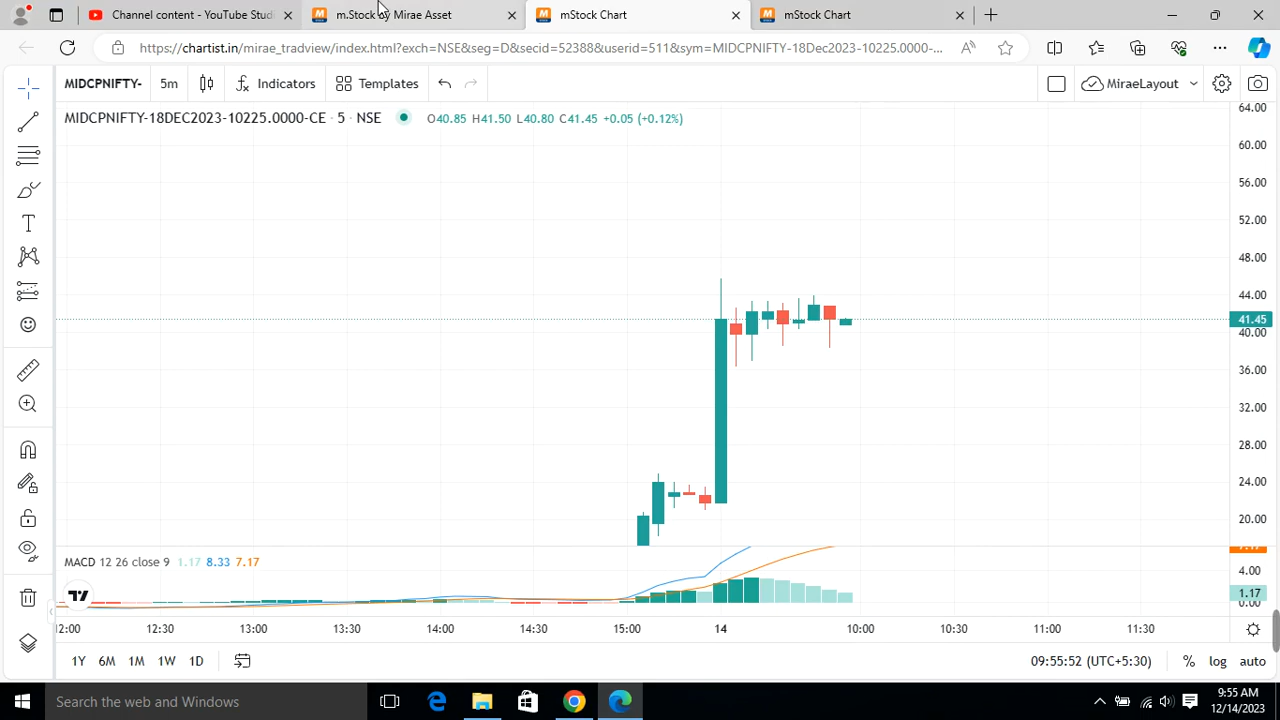 Channel content - YouTube Stud
m.Stock by Mirae Asset
mStock Chart
mStock Chart
https://chartist.in/mirae_tradview/index.html?exch=NSE&seg=D&secid=52388&userid=511&sym=MIDCPNIFTY-18Dec2023-10225.0000-...
MIDCPNIFTY-
5m
Indicators
Templates
MiraeLayout
MIDCPNIFTY-18DEC2023-10225.0000-CE · 5 · NSE
O40.85 H41.50 L40.80 C41.45 +0.05 (+0.12%)
64.00
60.00
56.00
52.00
48.00
44.00
41.45
40.00
36.00
32.00
28.00
24.00
20.00
MACD 12 26 close 9 1.17 8.33 7.17
7.17
4.00
1.17
0.00
12:00
12:30
13:00
13:30
14:00
14:30
15:00
14
10:00
10:30
11:00
11:30
1Y
6M
1M
1W
1D
09:55:52 (UTC+5:30)
%
log
auto
Search the web and Windows
9:55 AM
12/14/2023